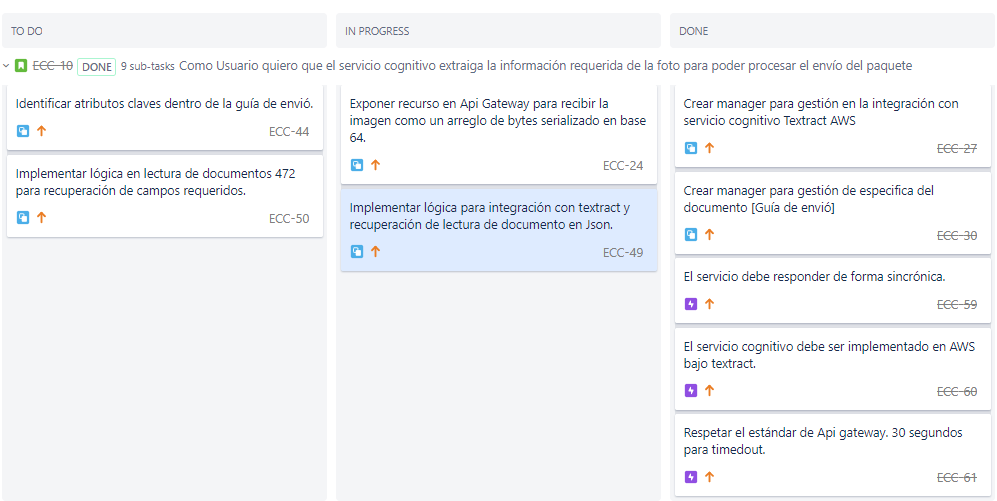 TO DO
IN PROGRESS
DONE
ECC-10 DONE 9 sub-tasks Como Usuario quiero que el servicio cognitivo extraiga la información requerida de la foto para poder procesar el envío del paquete
Identificar atributos claves dentro de la guía de envió.
ECC-44
Implementar lógica en lectura de documentos 472
para recuperación de campos requeridos.
ECC-50
Exponer recurso en Api Gateway para recibir la
imagen como un arreglo de bytes serializado en base
64.
ECC-24
Implementar lógica para integración con textract y
recuperación de lectura de documento en Json.
ECC-49
Crear manager para gestión en la integración con
servicio cognitivo Textract AWS
ECC-27
Crear manager para gestión de especifica del
documento [Guía de envió]
ECC-30
El servicio debe responder de forma sincrónica.
ECC-59
El servicio cognitivo debe ser implementado en AWS
bajo textract.
ECC-60
Respetar el estándar de Api gateway. 30 segundos
para timedout.
ECC-61